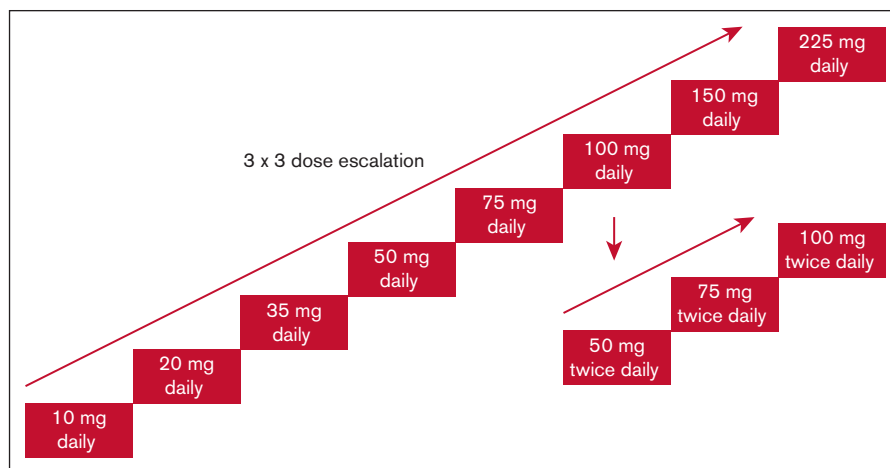 225 mg
daily
150 mg
daily
3 x 3 dose escalation
100 mg
daily
75 mg
daily
50 mg
daily
35 mg
daily
20 mg
daily
10 mg
daily
100 mg
twice daily
75 mg
twice daily
50 mg
twice daily